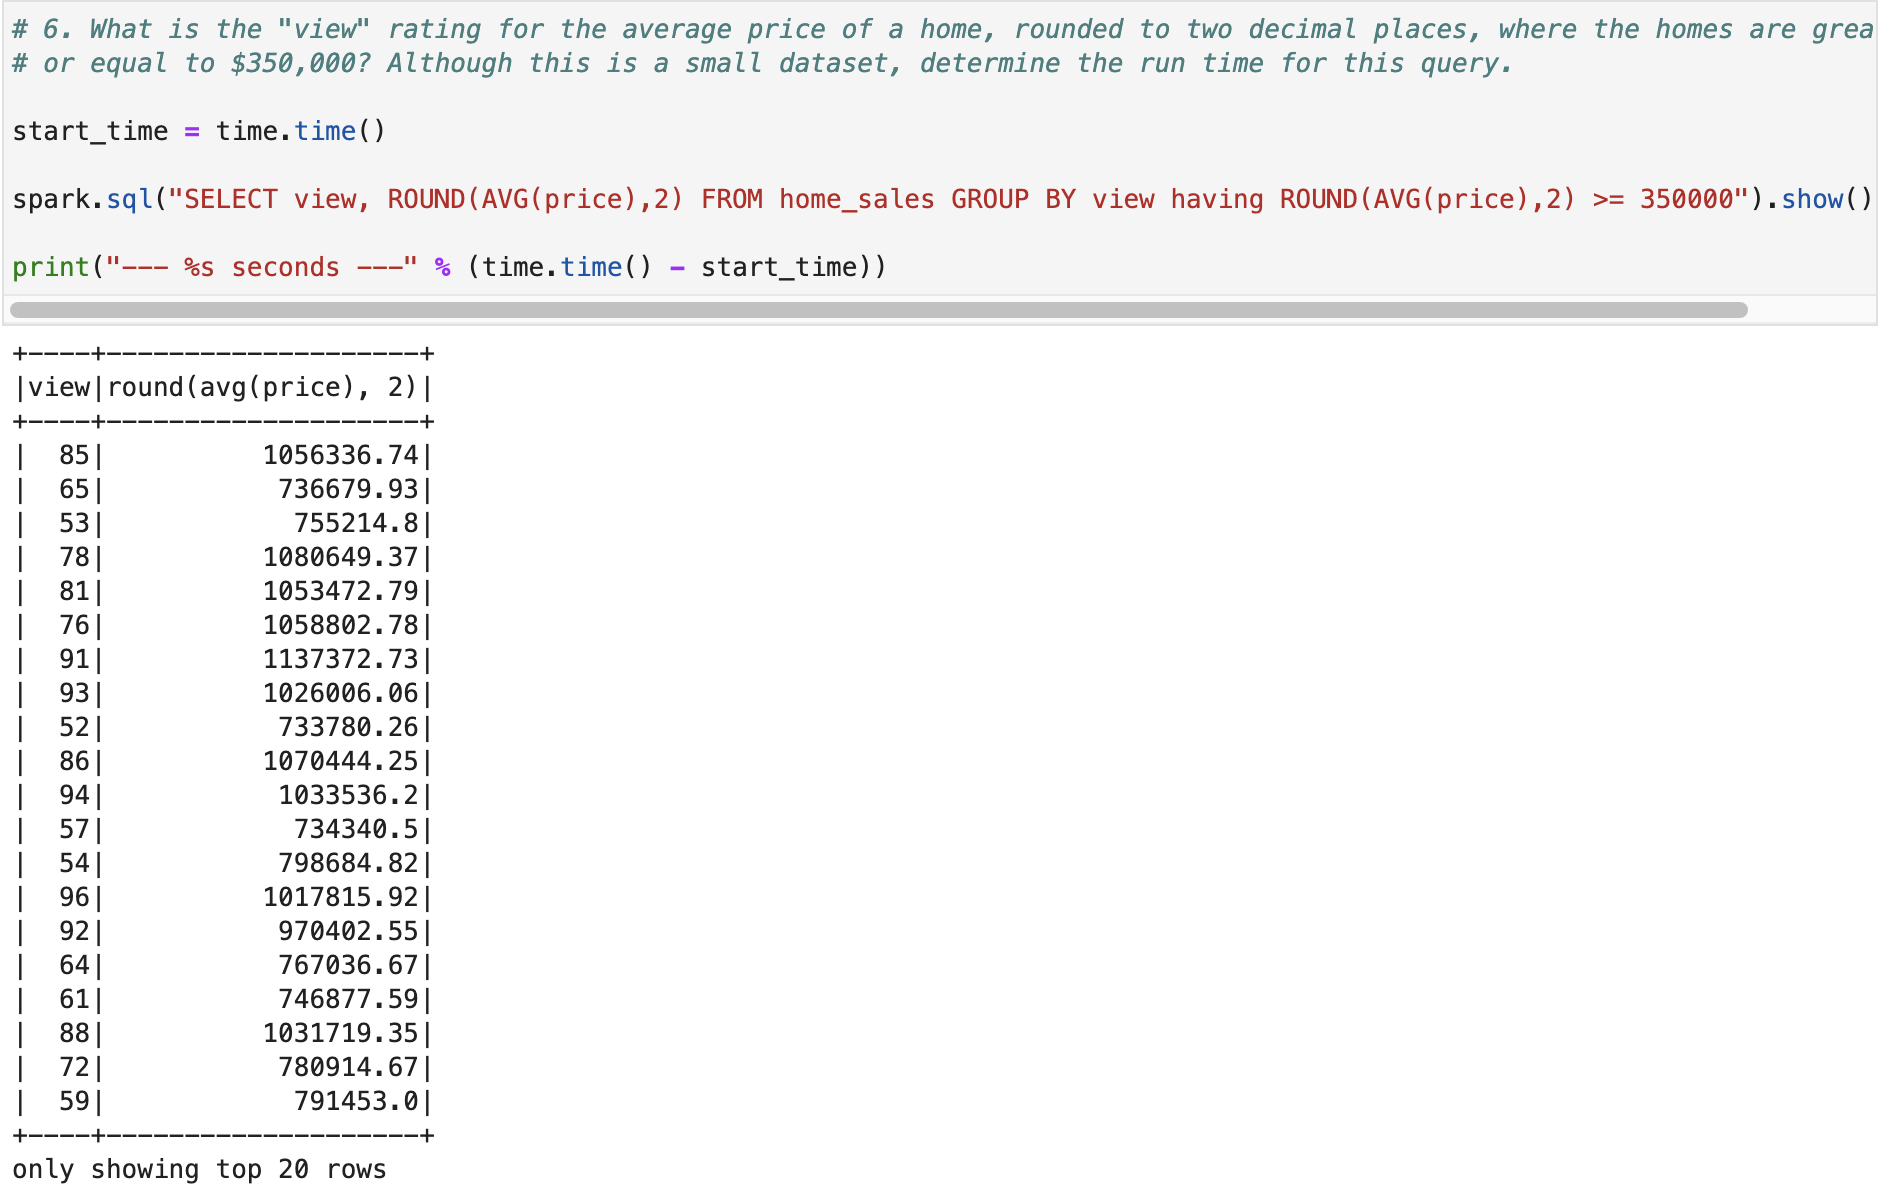 # 6. What is the "view" rating for the average price of a home, rounded to two decimal places, where the homes are grea
# or equal to $350,000? Although this is a small dataset, determine the run time for this query.
start_time = time.time()
spark.sql("SELECT view, ROUND(AVG(price),2) FROM home_sales GROUP BY view having ROUND(AVG(price),2) >= 350000").show()
print("--- %s seconds ---" % (time.time() - start_time))
+----+--------------------+
|view|round(avg(price), 2)|
+----+--------------------+
|  85|          1056336.74|
|  65|           736679.93|
|  53|            755214.8|
|  78|          1080649.37|
|  81|          1053472.79|
|  76|          1058802.78|
|  91|          1137372.73|
|  93|          1026006.06|
|  52|           733780.26|
|  86|          1070444.25|
|  94|           1033536.2|
|  57|            734340.5|
|  54|           798684.82|
|  96|          1017815.92|
|  92|           970402.55|
|  64|           767036.67|
|  61|           746877.59|
|  88|          1031719.35|
|  72|           780914.67|
|  59|            791453.0|
+----+--------------------+
only showing top 20 rows